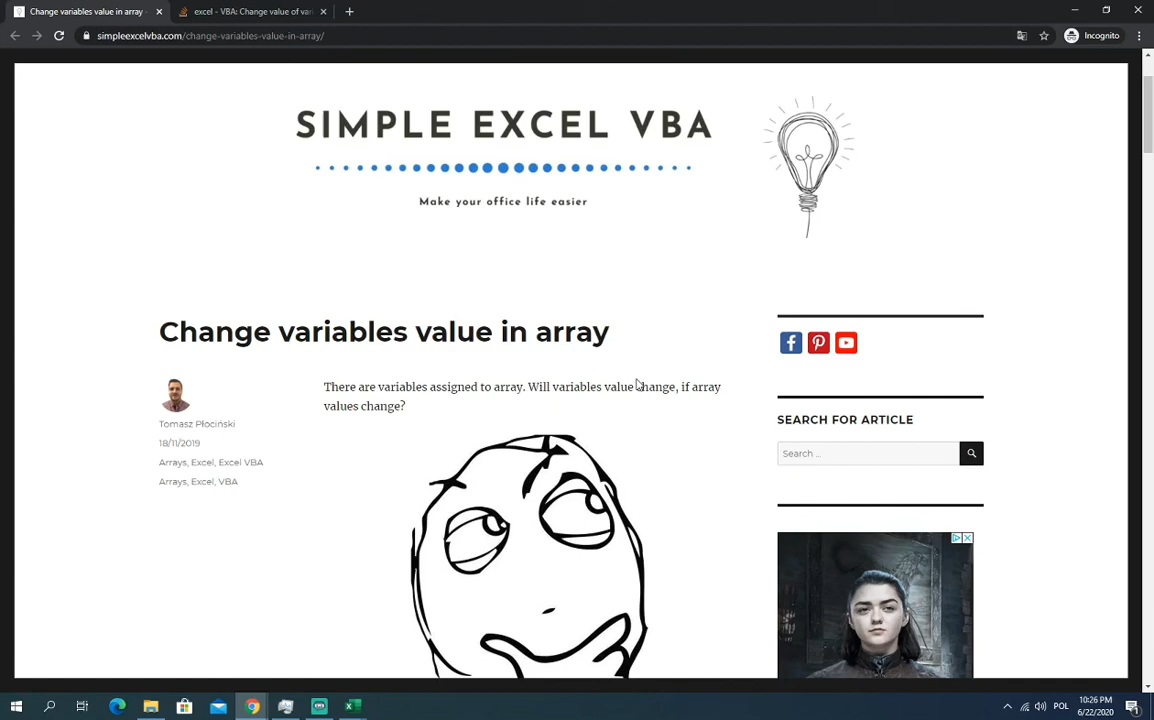 Change variables value in array
excel - VBA: Change value of var
simpleexcelvba.com/change-variables-value-in-array/
Incognito
SIMPLE EXCEL VBA
Make your office life easier
Change variables value in array
There are variables assigned to array. Will variables value change, if array
values change?
Tomasz Płociński
18/11/2019
Arrays, Excel, Excel VBA
Arrays, Excel, VBA
SEARCH FOR ARTICLE
Search ...
POL
10:26 PM
6/22/2020